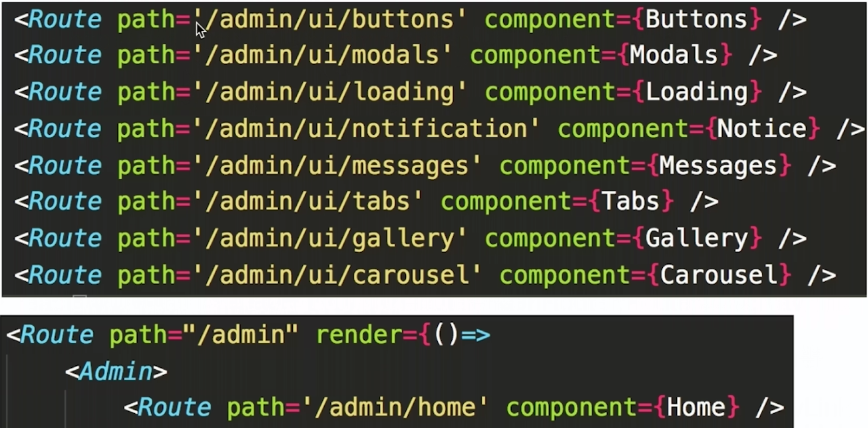 <Route path='/admin/ui/buttons' component={Buttons} />
<Route path='/admin/ui/modals' component={Modals} />
<Route path='/admin/ui/loading' component={Loading} />
<Route path='/admin/ui/notification' component={Notice} />
<Route path='/admin/ui/messages' component={Messages} />
<Route path='/admin/ui/tabs' component={Tabs} />
<Route path='/admin/ui/gallery' component={Gallery} />
<Route path='/admin/ui/carousel' component={Carousel} />
<Route path="/admin" render={()=>
<Admin>
<Route path='/admin/home' component={Home} />